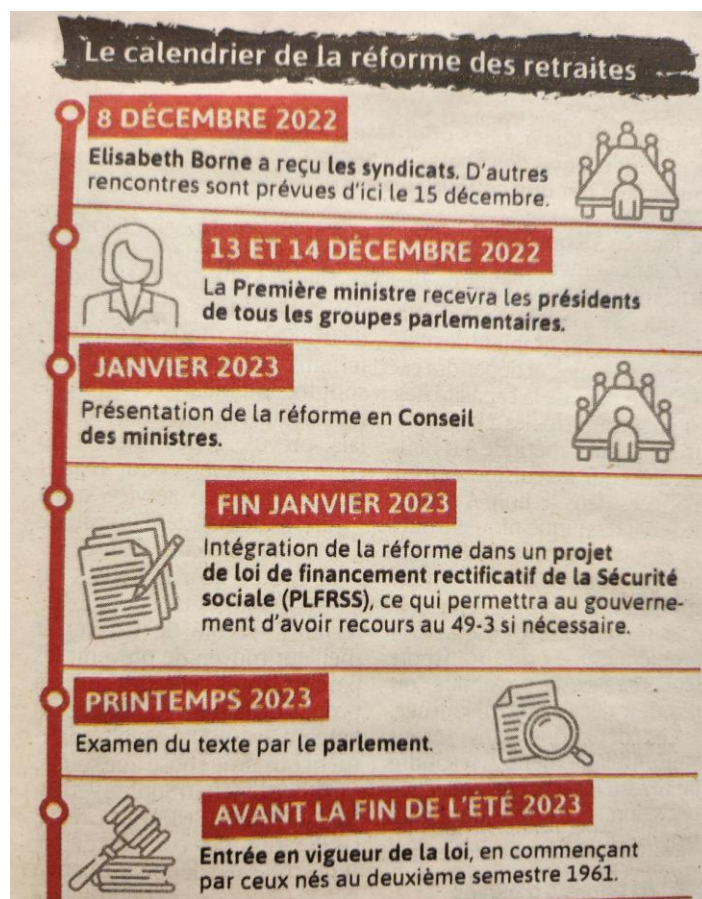 Le calendrier de la réforme des retraites
8 DÉCEMBRE 2022
Elisabeth Borne a reçu les syndicats. D'autres
rencontres sont prévues d'ici le 15 décembre.
13 ET 14 DÉCEMBRE 2022
La Première ministre recevra les présidents
de tous les groupes parlementaires.
JANVIER 2023
Présentation de la réforme en Conseil
des ministres.
FIN JANVIER 2023
Intégration de la réforme dans un projet
de loi de financement rectificatif de la Sécurité
sociale (PLFRSS), ce qui permettra au gouverne-
ment d'avoir recours au 49-3 si nécessaire.
PRINTEMPS 2023
Examen du texte par le parlement.
AVANT LA FIN DE L'ÉTÉ 2023
Entrée en vigueur de la loi, en commençant
par ceux nés au deuxième semestre 1961.